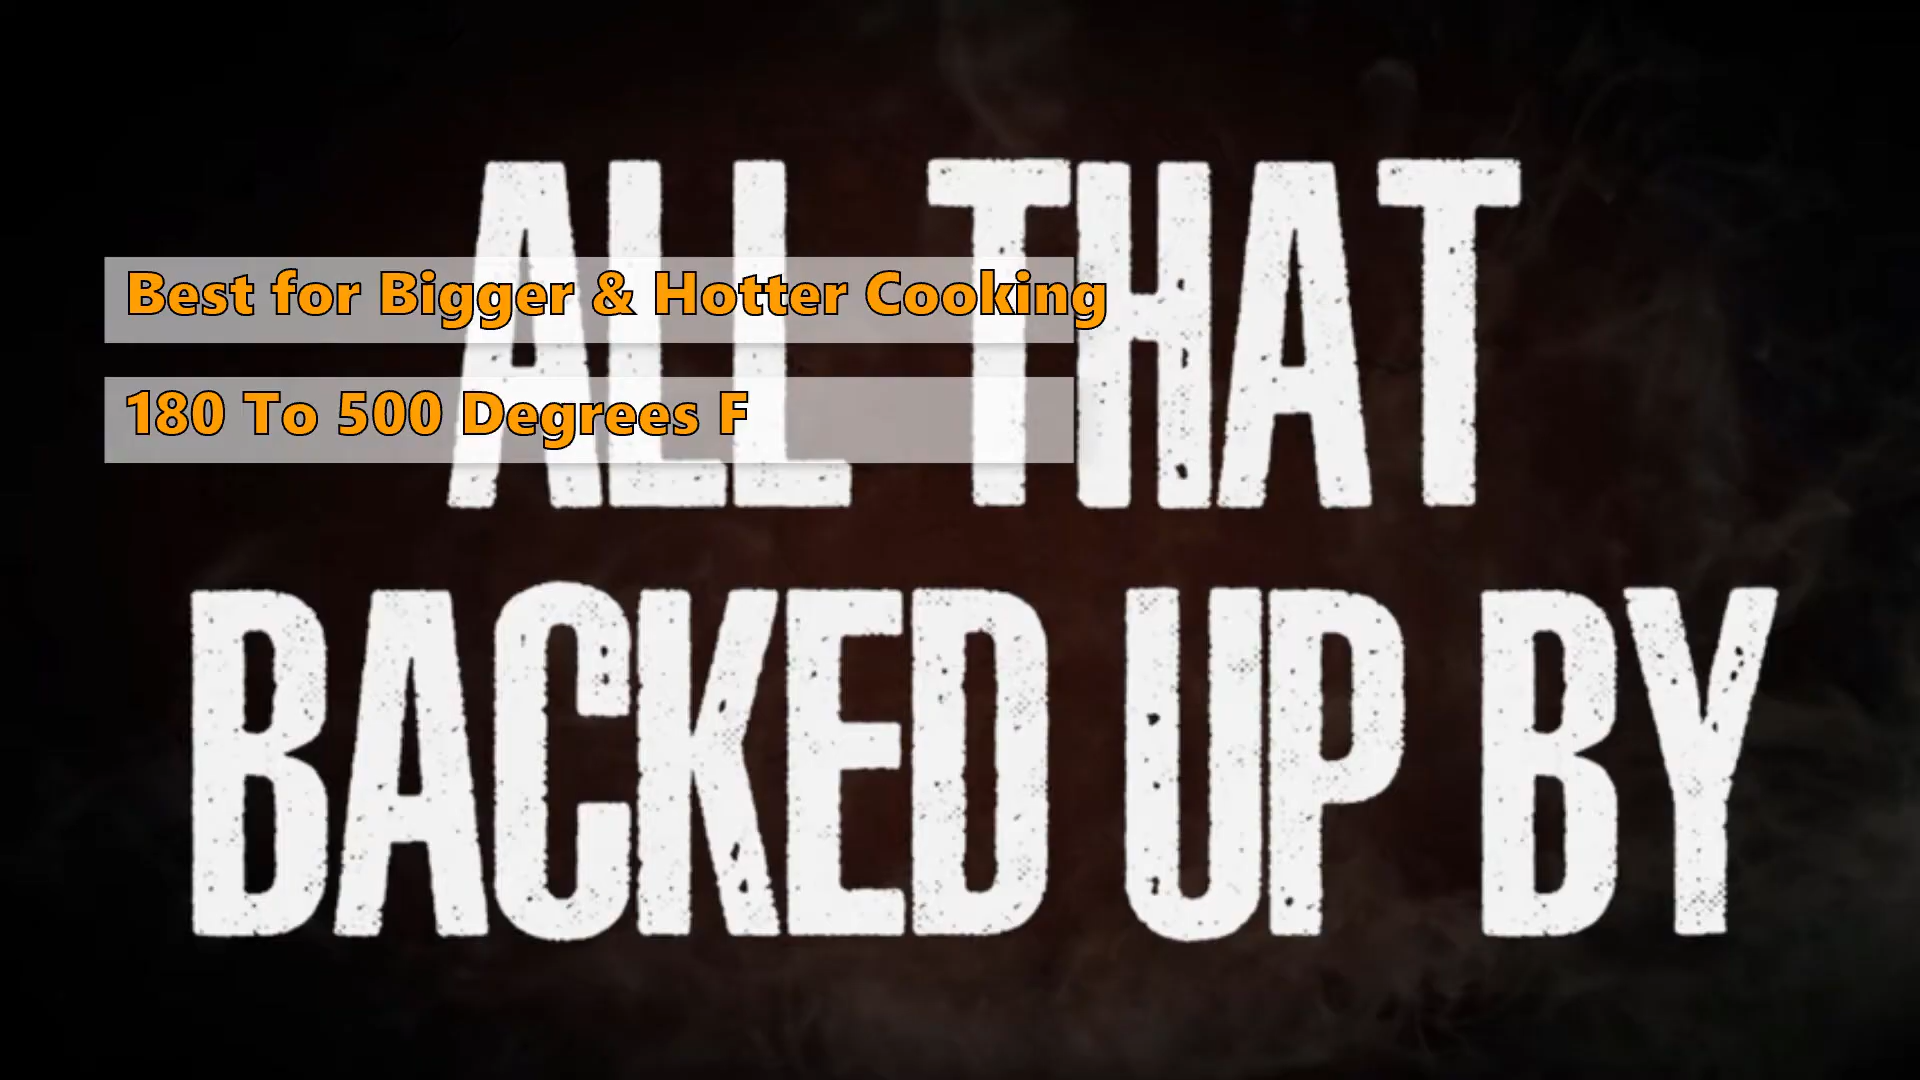 ALL THAT
Best for Bigger & Hotter Cooking
180 To 500 Degrees F
BACKED UP BY